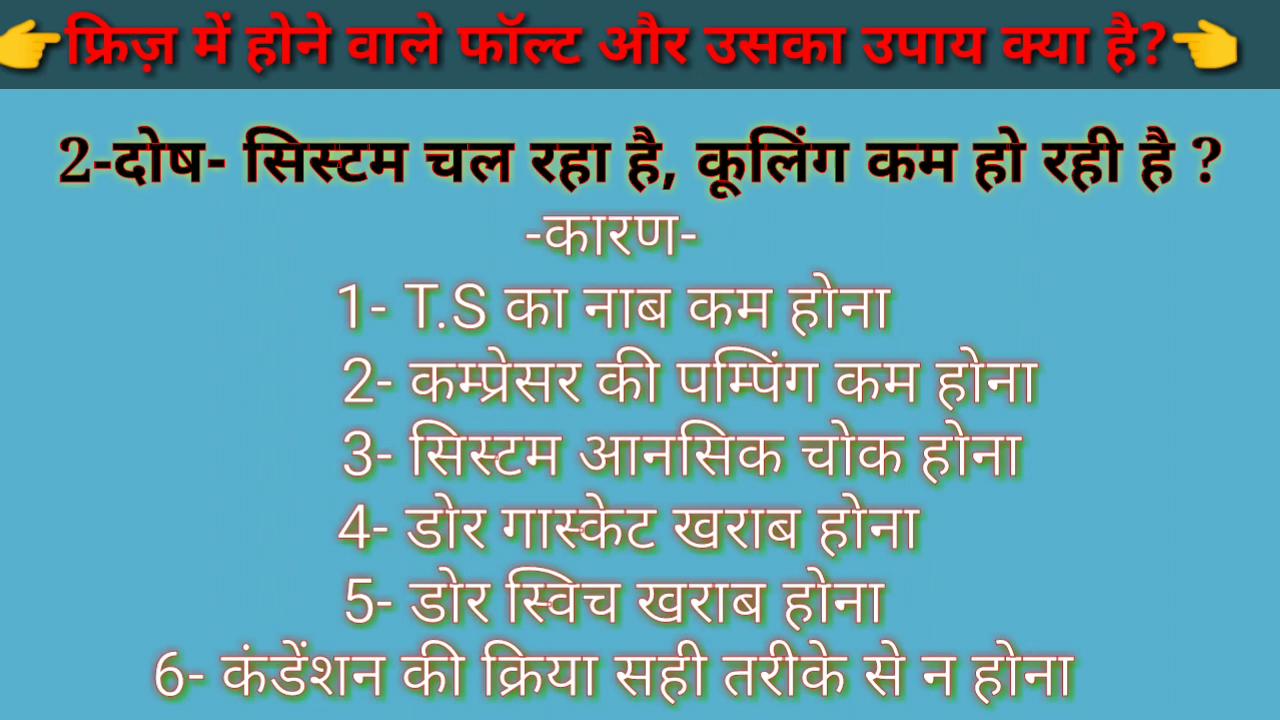 👉फ्रिज़ में होने वाले फॉल्ट और उसका उपाय क्या है?👈
2-दोष- सिस्टम चल रहा है, कूलिंग कम हो रही है ?
-कारण-
1- T.S का नाब कम होना
2- कम्प्रेसर की पम्पिंग कम होना
3- सिस्टम आनसिक चोक होना
4- डोर गास्केट खराब होना
5- डोर स्विच खराब होना
6- कंडेंशन की क्रिया सही तरीके से न होना